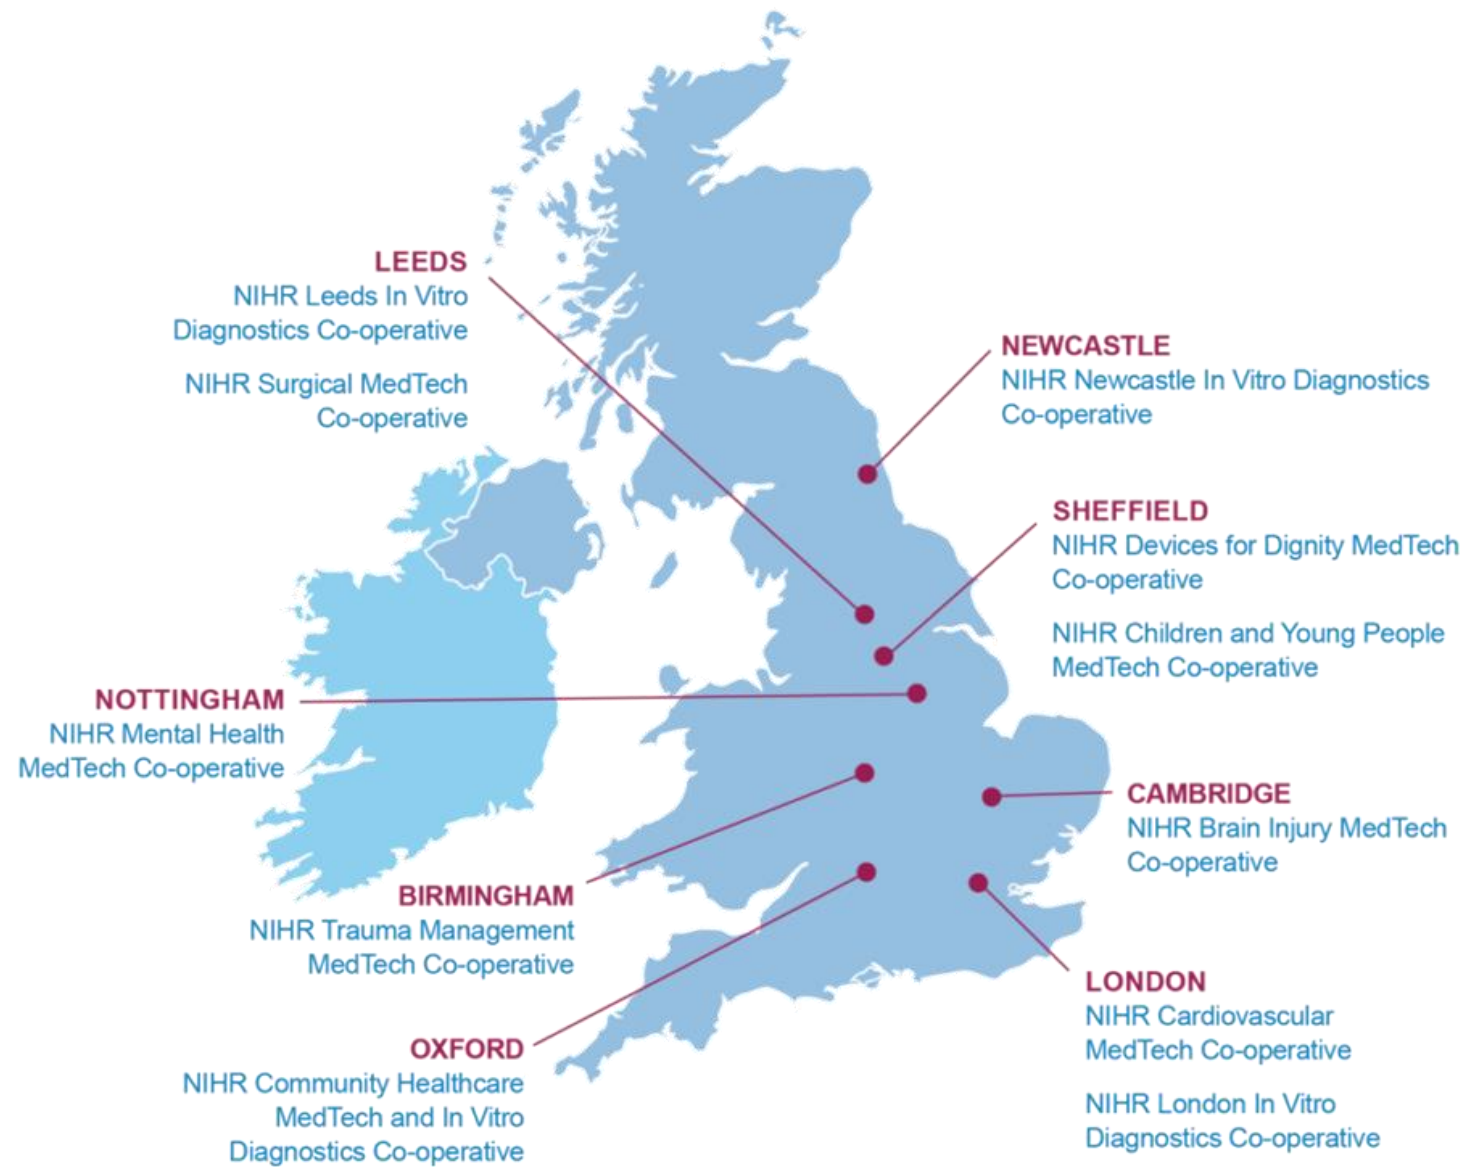 LEEDS
NIHR Leeds In Vitro
Diagnostics Co-operative
NIHR Surgical MedTech
Co-operative
NEWCASTLE
NIHR Newcastle In Vitro Diagnostics
Co-operative
SHEFFIELD
NIHR Devices for Dignity MedTech
Co-operative
NIHR Children and Young People
MedTech Co-operative
NOTTINGHAM
NIHR Mental Health
MedTech Co-operative
CAMBRIDGE
NIHR Brain Injury MedTech
Co-operative
BIRMINGHAM
NIHR Trauma Management
MedTech Co-operative
LONDON
NIHR Cardiovascular
MedTech Co-operative
NIHR London In Vitro
Diagnostics Co-operative
OXFORD
NIHR Community Healthcare
MedTech and In Vitro
Diagnostics Co-operative